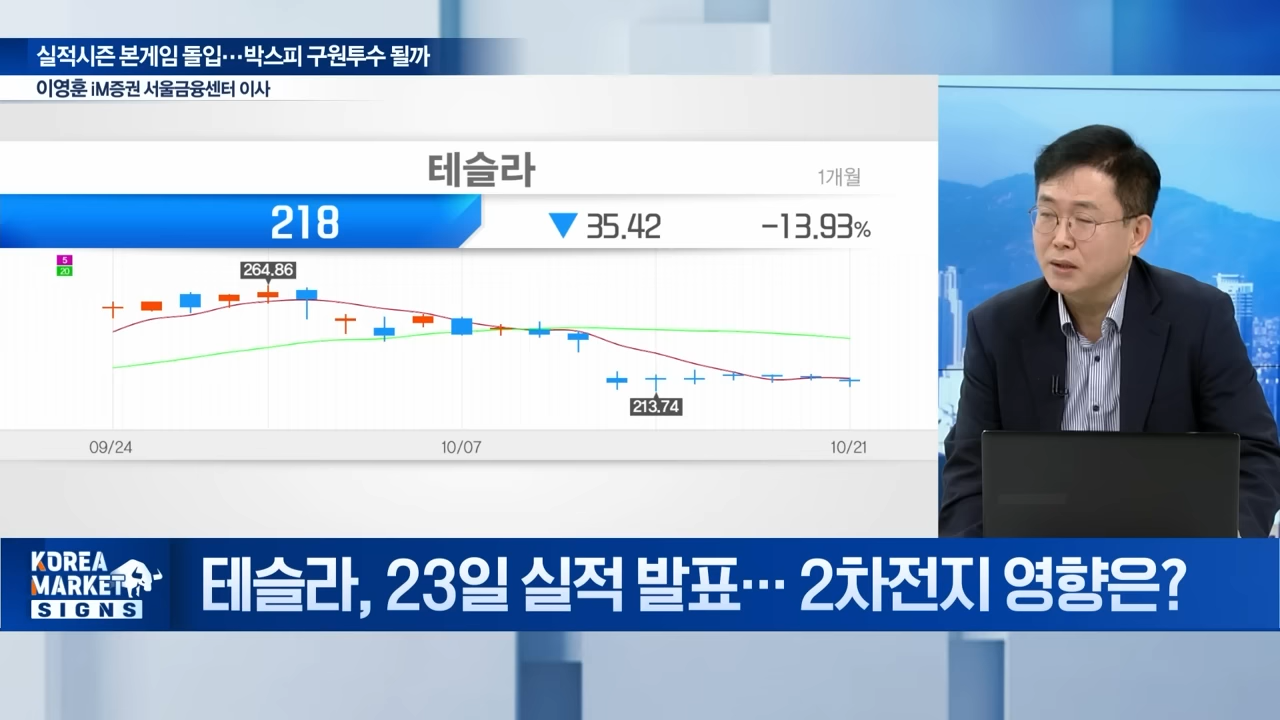 실적시즌 본게임 돌입…박스피 구원투수 될까
이영훈 iM증권 서울금융센터 이사
테슬라
1개월
218
▼ 35.42
-13.93%
5
20
264.86
213.74
09/24
10/07
10/21
KOREA
MARKET
SIGNS
테슬라, 23일 실적 발표… 2차전지 영향은?